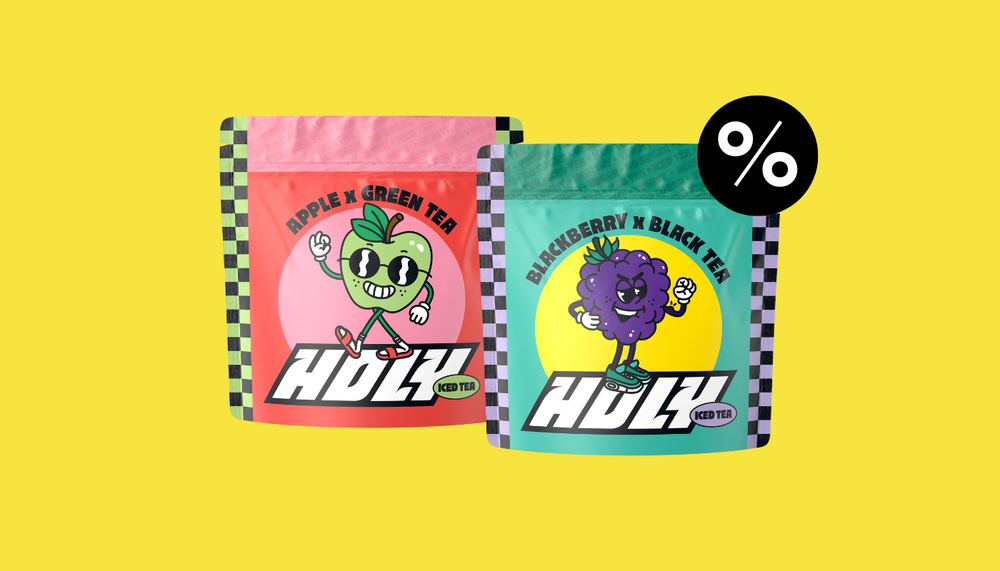 APPLE x GREEN TEA
HOLY
ICED TEA
BLACKBERRY x BLACK TEA
HOLY
ICED TEA
%